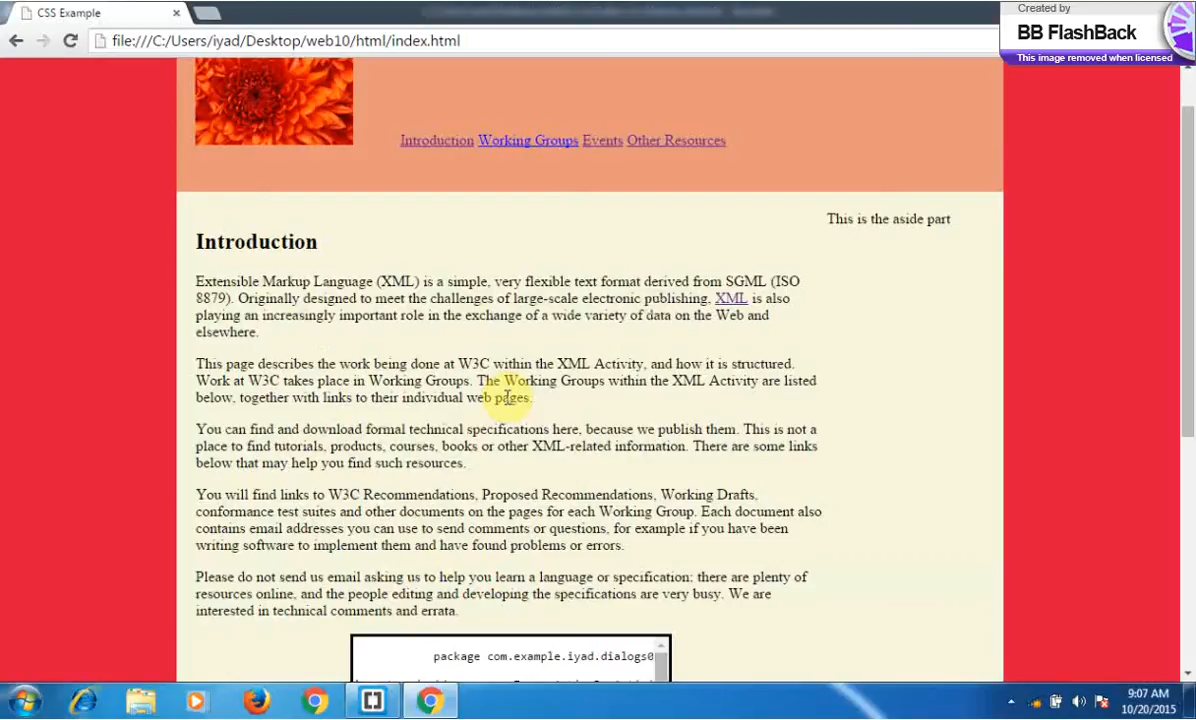 CSS Example
Created by
BB FlashBack
This image removed when licensed
file:///C:/Users/iyad/Desktop/web10/html/index.html
Introduction Working Groups Events Other Resources
This is the aside part
Introduction
Extensible Markup Language (XML) is a simple, very flexible text format derived from SGML (ISO
8879). Originally designed to meet the challenges of large-scale electronic publishing, XML is also
playing an increasingly important role in the exchange of a wide variety of data on the Web and
elsewhere.
This page describes the work being done at W3C within the XML Activity, and how it is structured.
Work at W3C takes place in Working Groups. The Working Groups within the XML Activity are listed
below, together with links to their individual web pages.
You can find and download formal technical specifications here, because we publish them. This is not a
place to find tutorials, products, courses, books or other XML-related information. There are some links
below that may help you find such resources.
You will find links to W3C Recommendations, Proposed Recommendations, Working Drafts,
conformance test suites and other documents on the pages for each Working Group. Each document also
contains email addresses you can use to send comments or questions, for example if you have been
writing software to implement them and have found problems or errors.
Please do not send us email asking us to help you learn a language or specification: there are plenty of
resources online, and the people editing and developing the specifications are very busy. We are
interested in technical comments and errata.
package com.example.iyad.dialogs0
9:07 AM
10/20/2015